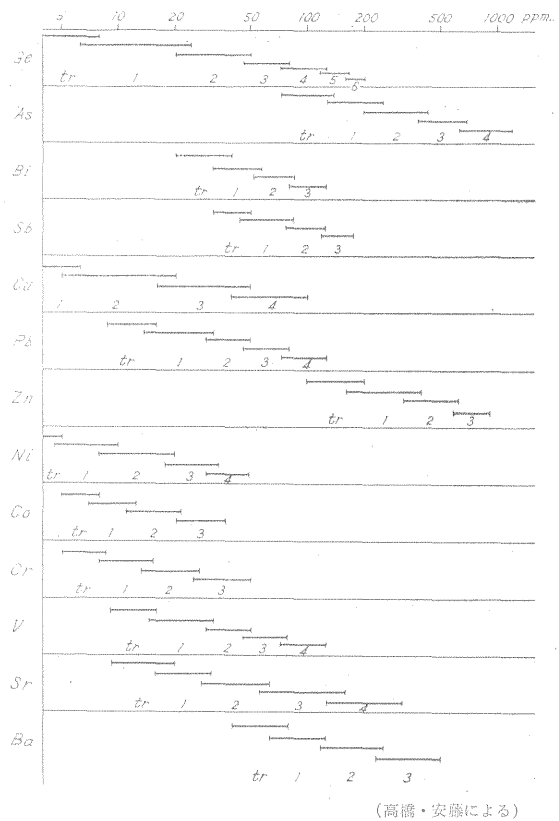 5 10 20 50 100 200 500 1000 ppm.
Ge
tr 1 2 3 4 5 6
As
tr 1 2 3 4
Bi
tr 1 2 3
Sb
tr 1 2 3
Cu
1 2 3 4
Pb
tr 1 2 3 4
Zn
tr 1 2 3
Ni
tr 1 2 3 4
Co
tr 1 2 3
Cr
tr 1 2 3
V
tr 1 2 3 4
Sr
tr 1 2 3 4
Ba
tr 1 2 3
(高橋・安藤による)